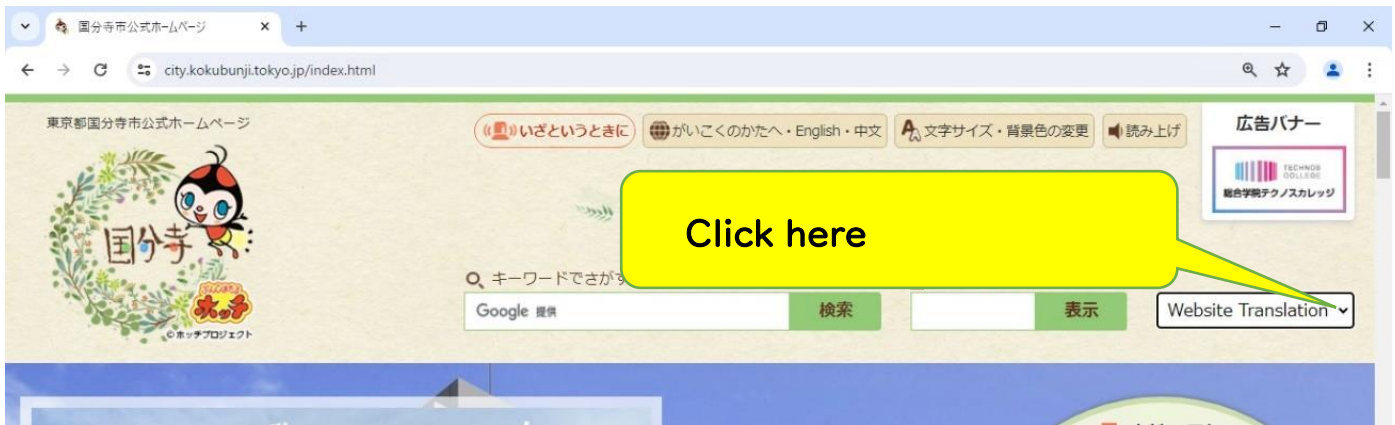 国分寺市公式ホームページ
city.kokubunji.tokyo.jp/index.html
東京都国分寺市公式ホームページ
いざというときに
がいこくのかたへ・English・中文
文字サイズ・背景色の変更
読み上げ
広告バナー
TECHNOS
COLLEGE
総合学院テクノスカレッジ
国分寺
ホッチ
©ホッチプロジェクト
Click here
キーワードでさがす
Google 提供
検索
表示
Website Translation